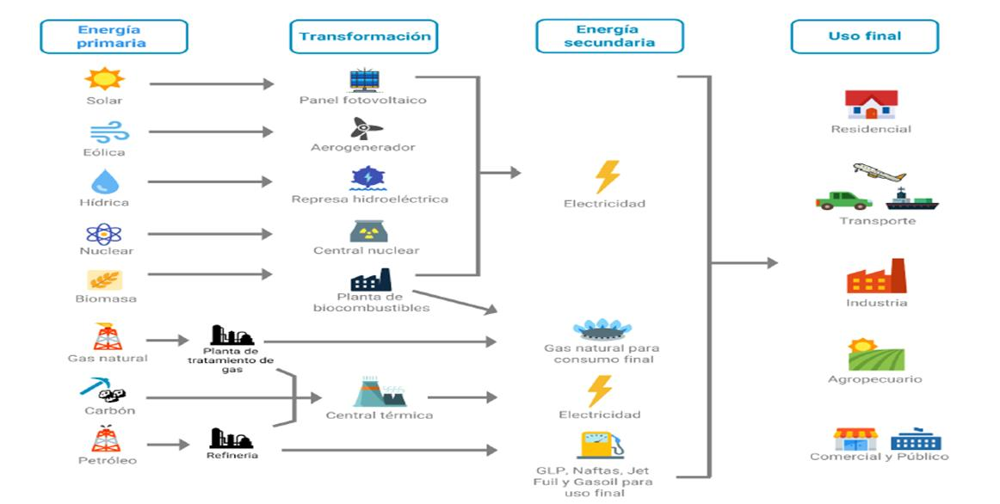 Energía
primaria
Transformación
Energía
secundaria
Uso final
Solar
Panel fotovoltaico
Residencial
Eólica
Aerogenerador
Hídrica
Represa hidroeléctrica
Electricidad
Transporte
Nuclear
Central nuclear
Biomasa
Planta de
biocombustibles
Industria
Gas natural
Planta de
tratamiento de
gas
Gas natural para
consumo final
Agropecuario
Carbón
Central térmica
Electricidad
Petróleo
Refineria
GLP, Naftas, Jet
Fuil y Gasoil para
uso final
Comercial y Público